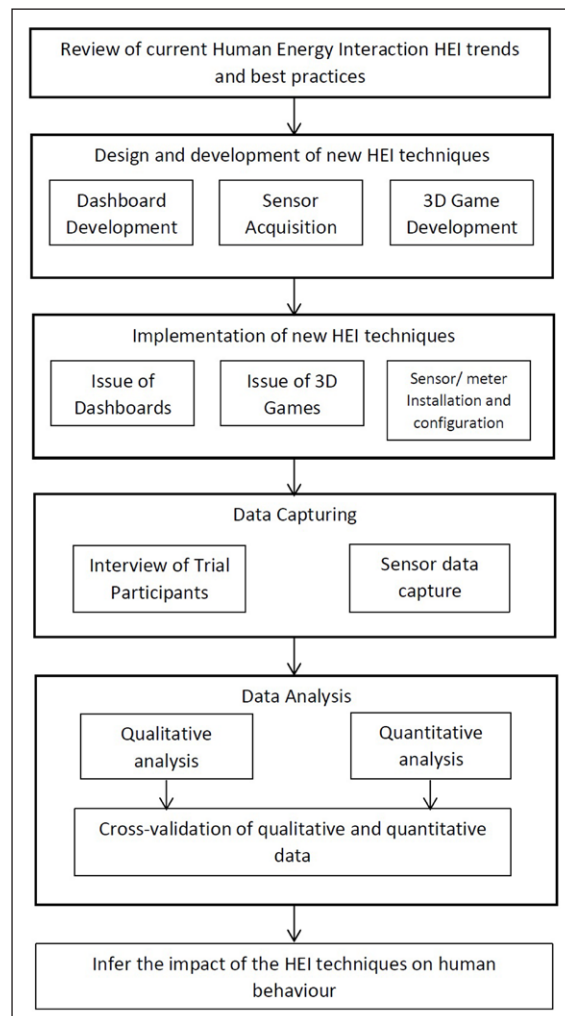 Review of current Human Energy Interaction HEI trends
and best practices
Design and development of new HEI techniques
Dashboard
Development
Sensor
Acquisition
3D Game
Development
Implementation of new HEI techniques
Issue of
Dashboards
Issue of 3D
Games
Sensor/ meter
Installation and
configuration
Data Capturing
Interview of Trial
Participants
Sensor data
capture
Data Analysis
Qualitative
analysis
Quantitative
analysis
Cross-validation of qualitative and quantitative
data
Infer the impact of the HEI techniques on human
behaviour